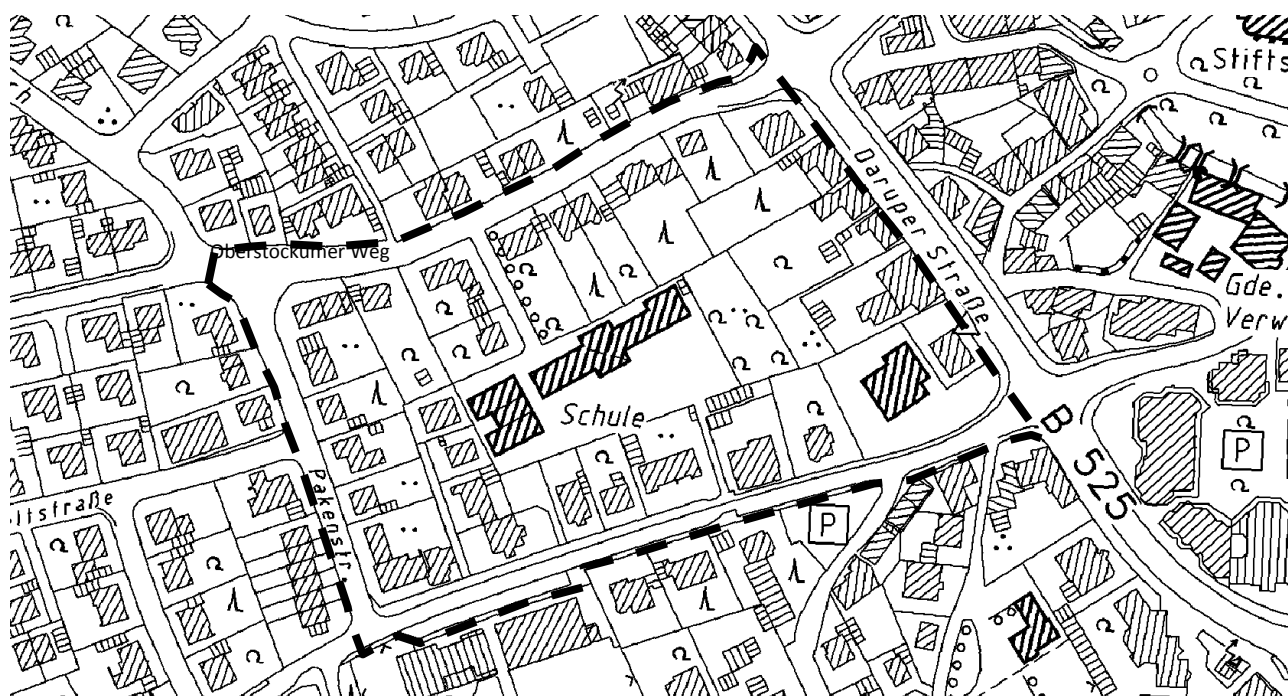 Stifts
Daruper Straße
Oberstockumer Weg
Gde.
Verw
Schule
B 525
P
Pakenstr.
ltstraße
P